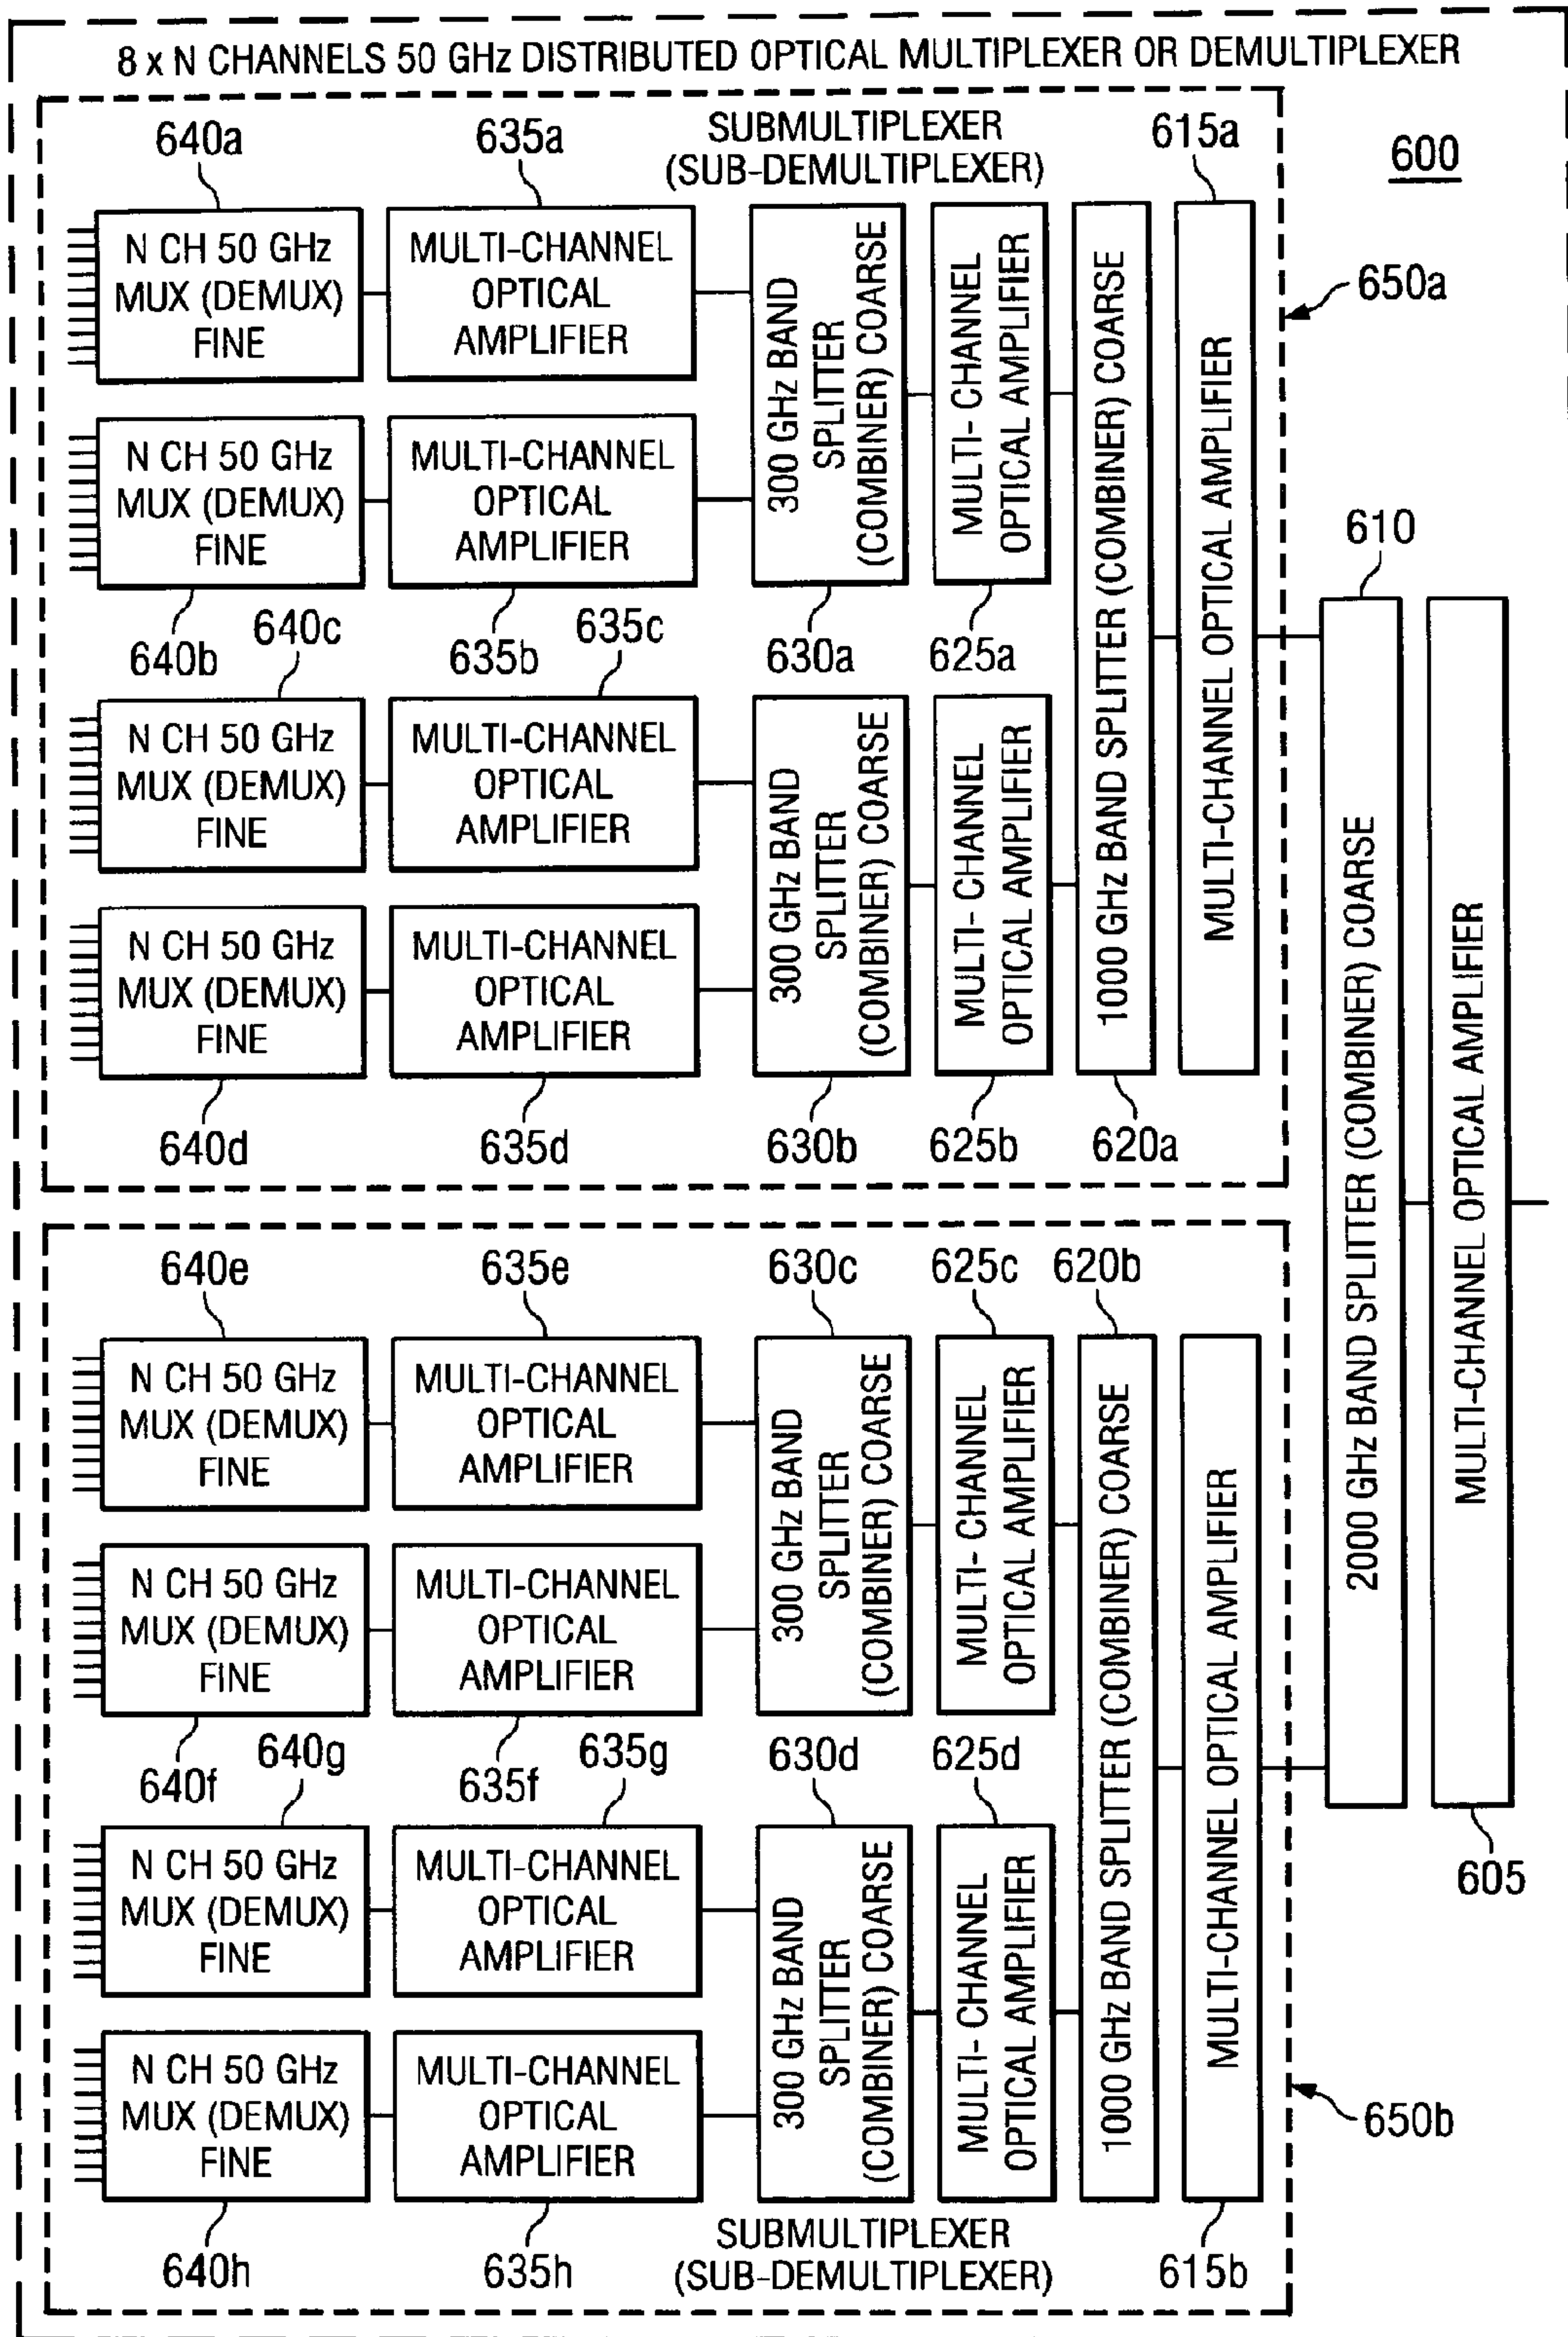 8 x N CHANNELS 50 GHz DISTRIBUTED OPTICAL MULTIPLEXER OR DEMULTIPLEXER
600
SUBMULTIPLEXER
(SUB-DEMULTIPLEXER)
640a
635a
615a
650a
N CH 50 GHz
MUX (DEMUX)
FINE
MULTI-CHANNEL
OPTICAL
AMPLIFIER
N CH 50 GHz
MUX (DEMUX)
FINE
MULTI-CHANNEL
OPTICAL
AMPLIFIER
300 GHz BAND
SPLITTER
(COMBINER) COARSE
MULTI- CHANNEL
OPTICAL AMPLIFIER
1000 GHz BAND SPLITTER (COMBINER) COARSE
MULTI-CHANNEL OPTICAL AMPLIFIER
640b
640c
635b
635c
630a
625a
610
N CH 50 GHz
MUX (DEMUX)
FINE
MULTI-CHANNEL
OPTICAL
AMPLIFIER
N CH 50 GHz
MUX (DEMUX)
FINE
MULTI-CHANNEL
OPTICAL
AMPLIFIER
300 GHz BAND
SPLITTER
(COMBINER) COARSE
MULTI- CHANNEL
OPTICAL AMPLIFIER
640d
635d
630b
625b
620a
2000 GHz BAND SPLITTER (COMBINER) COARSE
MULTI-CHANNEL OPTICAL AMPLIFIER
605
640e
635e
630c
625c
620b
N CH 50 GHz
MUX (DEMUX)
FINE
MULTI-CHANNEL
OPTICAL
AMPLIFIER
N CH 50 GHz
MUX (DEMUX)
FINE
MULTI-CHANNEL
OPTICAL
AMPLIFIER
300 GHz BAND
SPLITTER
(COMBINER) COARSE
MULTI- CHANNEL
OPTICAL AMPLIFIER
1000 GHz BAND SPLITTER (COMBINER) COARSE
MULTI-CHANNEL OPTICAL AMPLIFIER
640f
640g
635f
635g
630d
625d
N CH 50 GHz
MUX (DEMUX)
FINE
MULTI-CHANNEL
OPTICAL
AMPLIFIER
N CH 50 GHz
MUX (DEMUX)
FINE
MULTI-CHANNEL
OPTICAL
AMPLIFIER
300 GHz BAND
SPLITTER
(COMBINER) COARSE
MULTI- CHANNEL
OPTICAL AMPLIFIER
650b
640h
635h
SUBMULTIPLEXER
(SUB-DEMULTIPLEXER)
615b